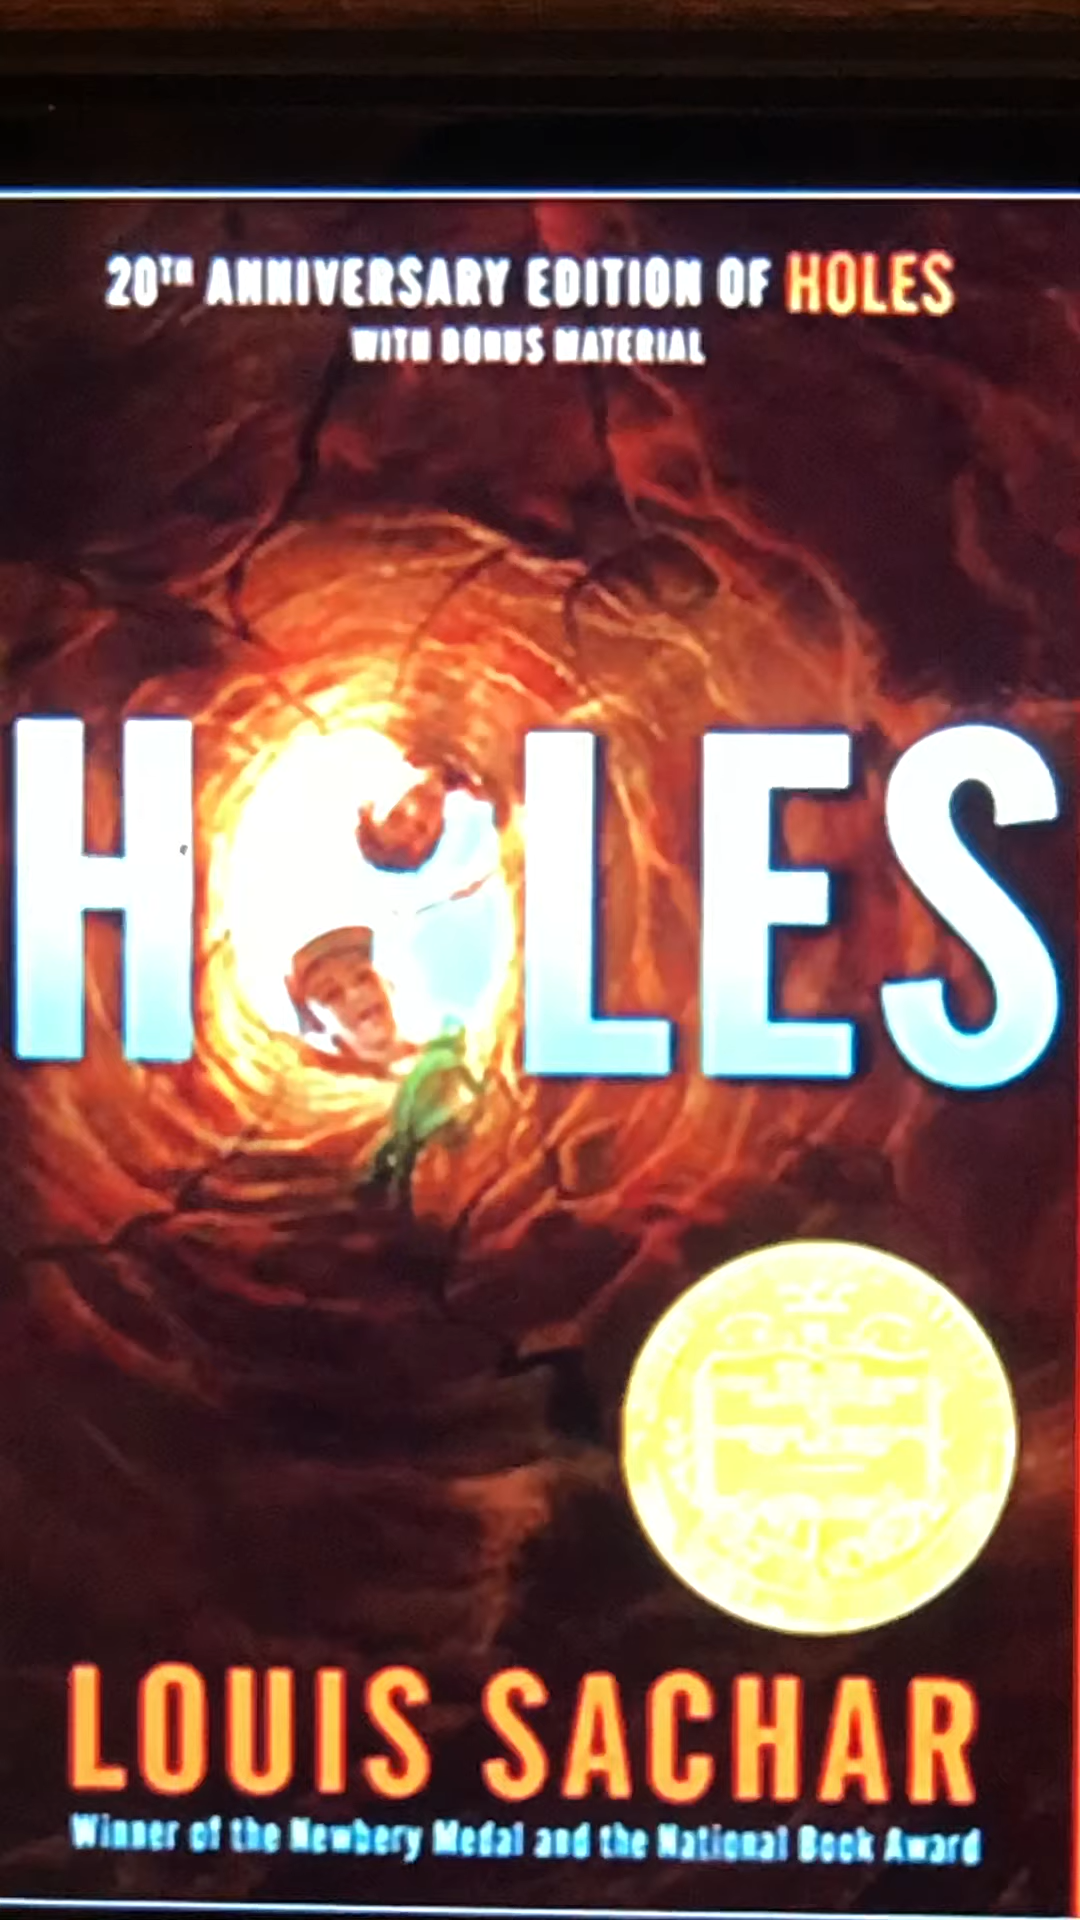 20TH ANNIVERSARY EDITION OF HOLES
WITH BONUS MATERIAL
HOLES
LOUIS SACHAR
Winner of the Newbery Medal and the National Book Award